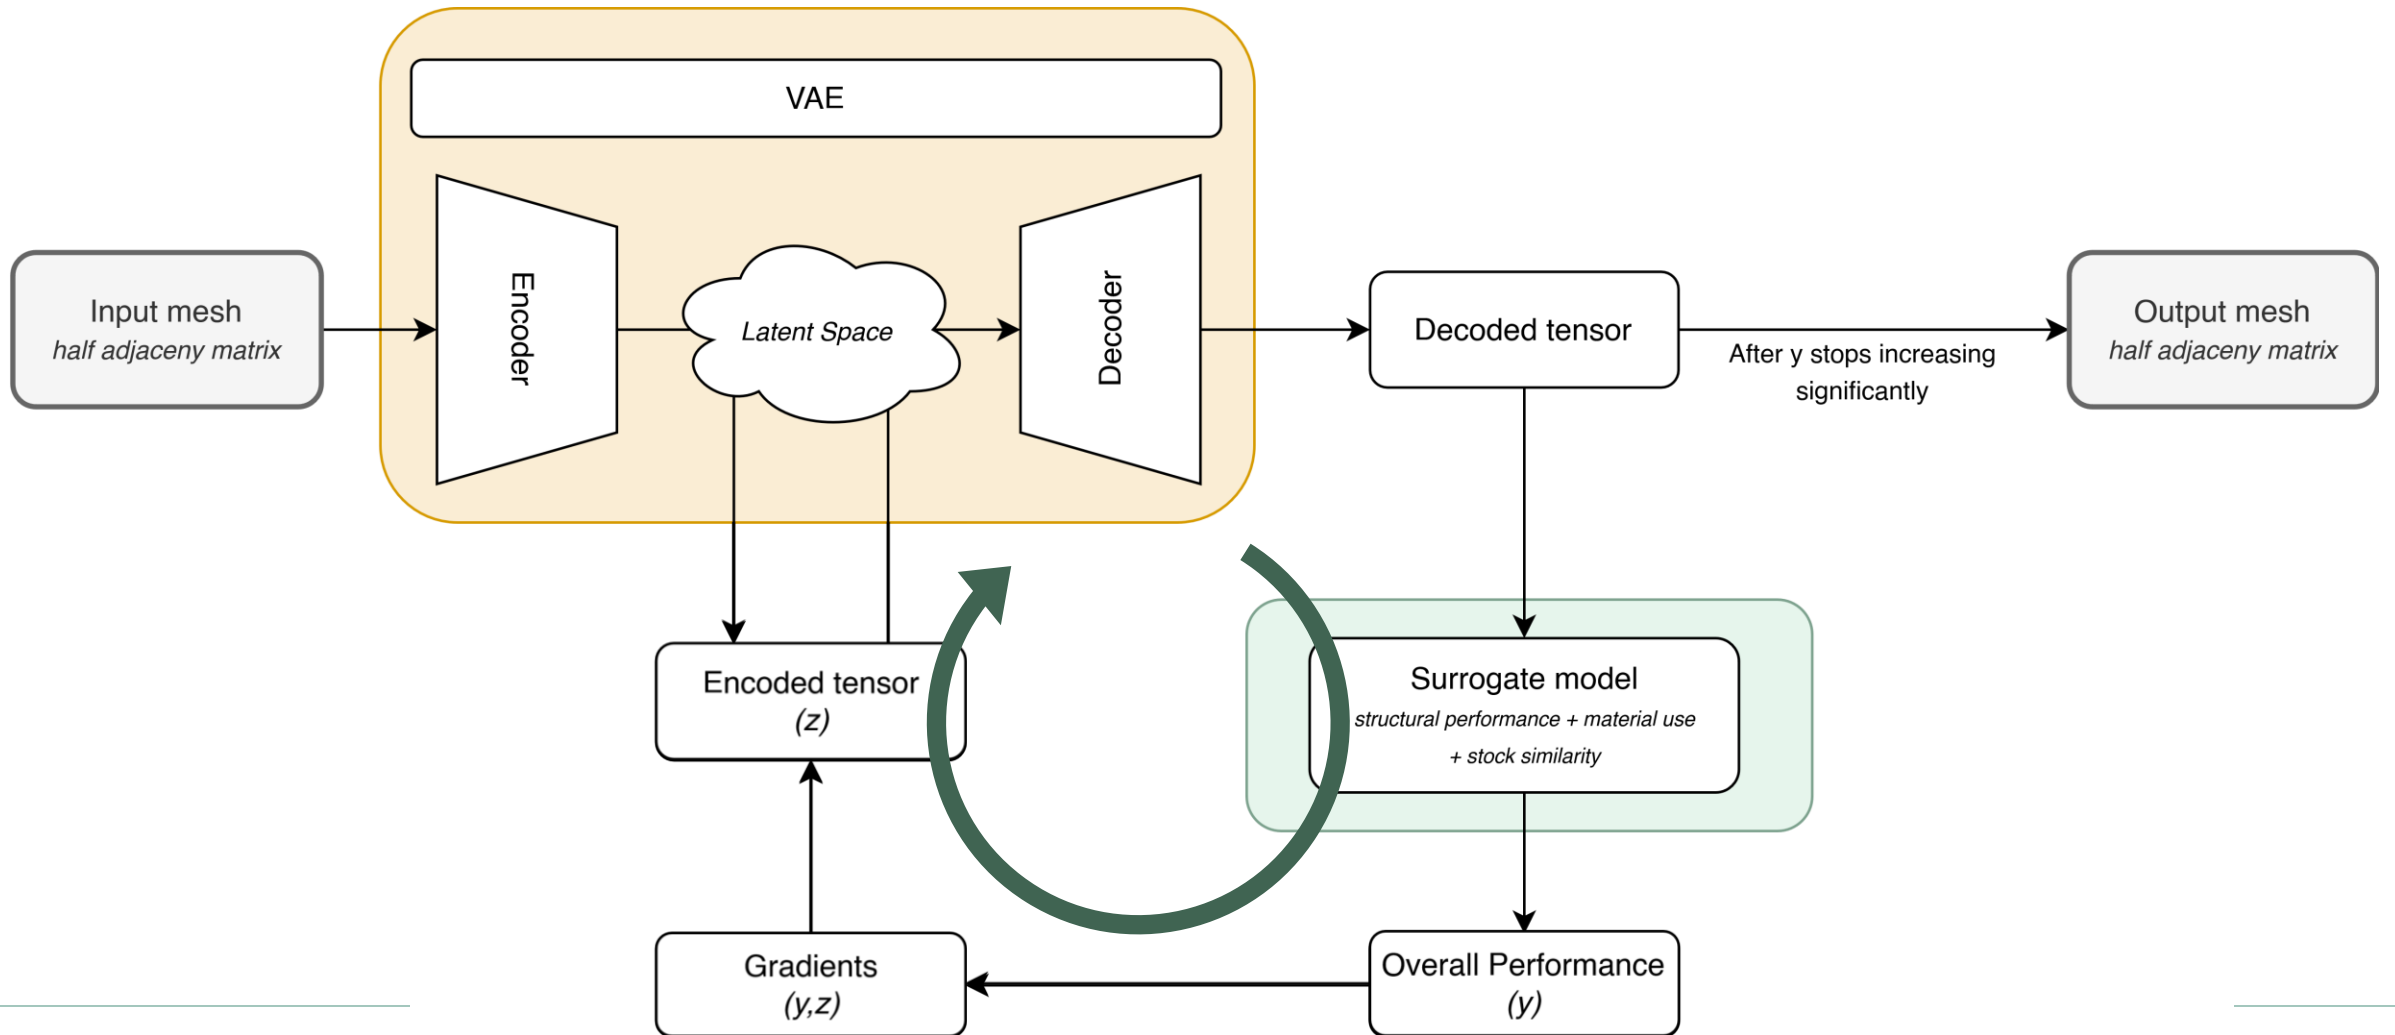 VAE
Input mesh
half adjaceny matrix
Encoder
Latent Space
Decoder
Decoded tensor
After y stops increasing
significantly
Output mesh
half adjaceny matrix
Encoded tensor
(z)
Surrogate model
structural performance + material use
+ stock similarity
Gradients
(y,z)
Overall Performance
(y)